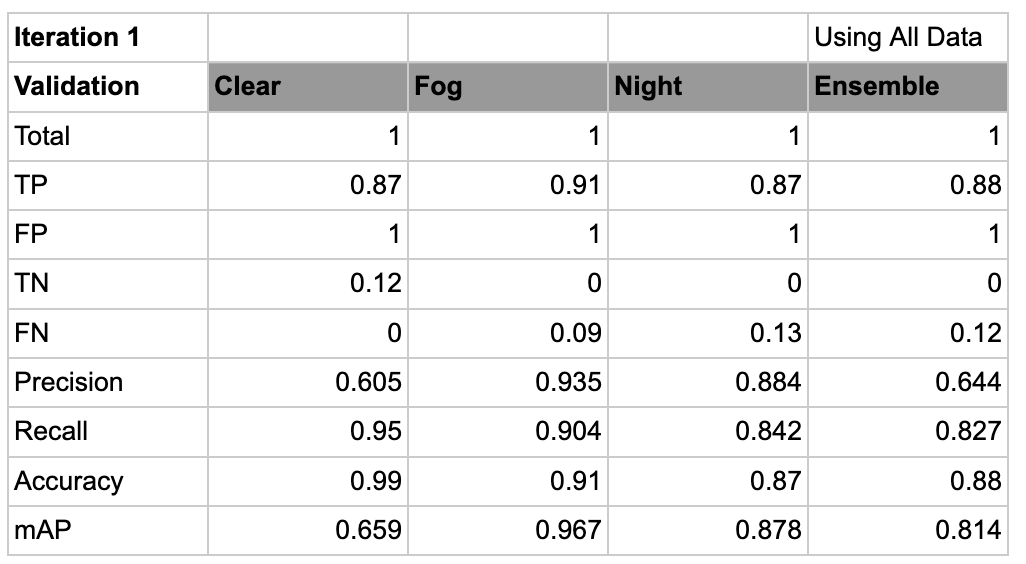 Iteration 1 Using All Data
Validation Clear Fog Night Ensemble
Total 1 1 1 1
TP 0.87 0.91 0.87 0.88
FP 1 1 1 1
TN 0.12 0 0 0
FN 0 0.09 0.13 0.12
Precision 0.605 0.935 0.884 0.644
Recall 0.95 0.904 0.842 0.827
Accuracy 0.99 0.91 0.87 0.88
mAP 0.659 0.967 0.878 0.814